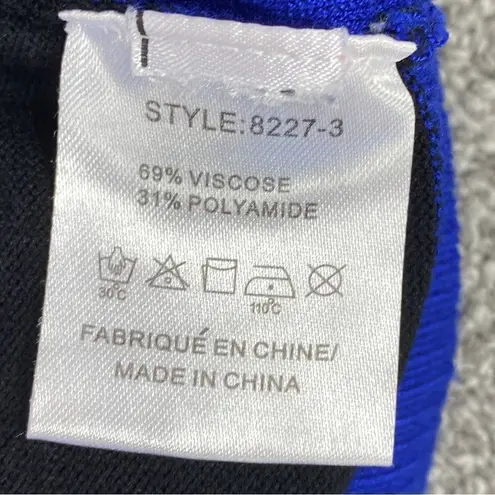 STYLE:8227-3
69% VISCOSE
31% POLYAMIDE
30°C 110°C
FABRIQUÉ EN CHINE/
MADE IN CHINA